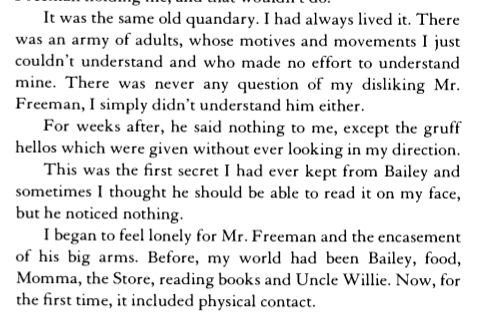 It was the same old quandary. I had always lived it. There
was an army of adults, whose motives and movements I just
couldn't understand and who made no effort to understand
mine. There was never any question of my disliking Mr.
Freeman, I simply didn't understand him either.
For weeks after, he said nothing to me, except the gruff
hellos which were given without ever looking in my direction.
This was the first secret I had ever kept from Bailey and
sometimes I thought he should be able to read it on my face,
but he noticed nothing.
I began to feel lonely for Mr. Freeman and the encasement
of his big arms. Before, my world had been Bailey, food,
Momma, the Store, reading books and Uncle Willie. Now, for
the first time, it included physical contact.